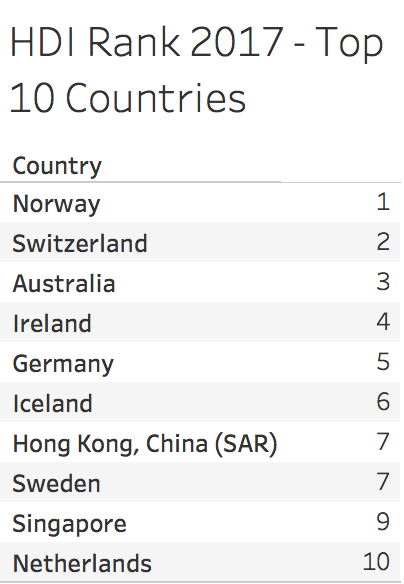 HDI Rank 2017 - Top
10 Countries
Country
Norway 1
Switzerland 2
Australia 3
Ireland 4
Germany 5
Iceland 6
Hong Kong, China (SAR) 7
Sweden 7
Singapore 9
Netherlands 10